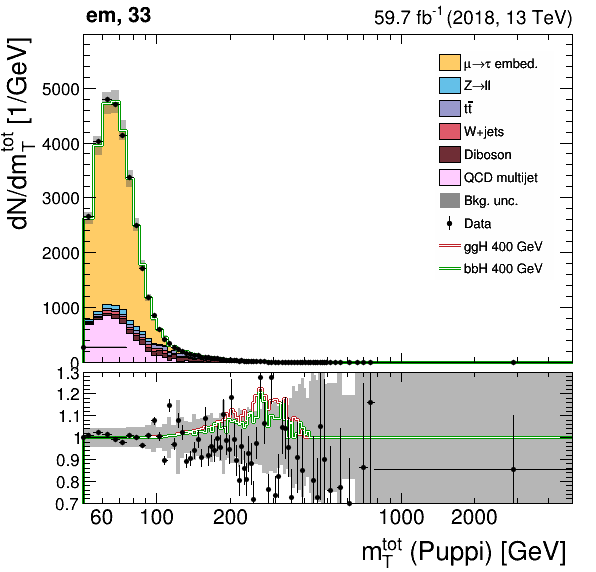 em, 33
59.7 fb⁻¹ (2018, 13 TeV)
dN/dm_T^tot [1/GeV]
5000
4000
3000
2000
1000
0
μ→τ embed.
Z→ll
tt̅
W+jets
Diboson
QCD multijet
Bkg. unc.
Data
ggH 400 GeV
bbH 400 GeV
1.3
1.2
1.1
1
0.9
0.8
0.7
60 100 200 1000 2000
m_T^tot (Puppi) [GeV]